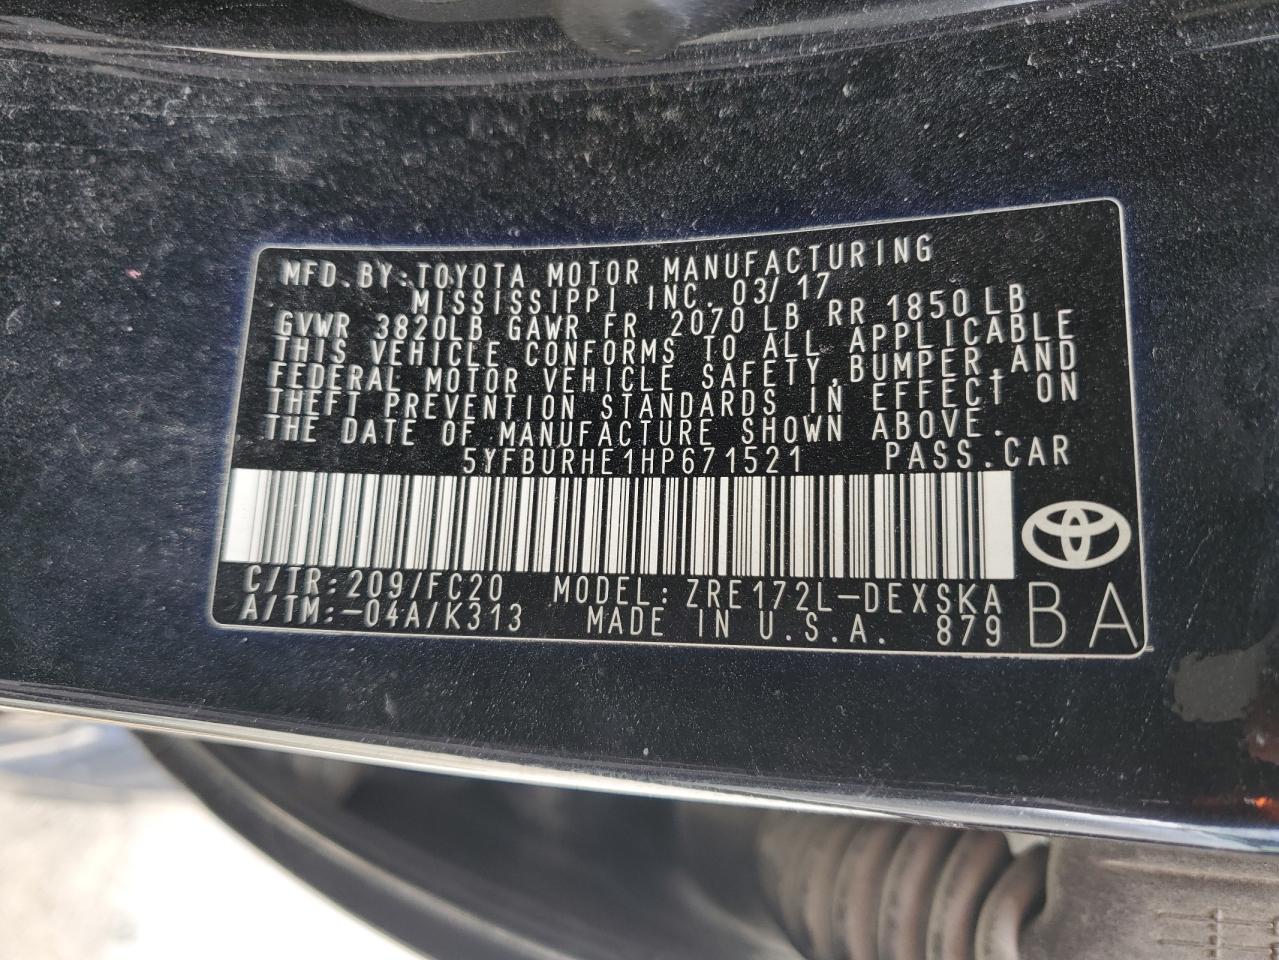 MFD. BY: TOYOTA MOTOR MANUFACTURING
MISSISSIPPI INC. 03/17
GVWR 3820LB GAWR FR 2070 LB RR 1850 LB
THIS VEHICLE CONFORMS TO ALL APPLICABLE
FEDERAL MOTOR VEHICLE SAFETY, BUMPER, AND
THEFT PREVENTION STANDARDS IN EFFECT ON
THE DATE OF MANUFACTURE SHOWN ABOVE.
5YFBURHE1HP671521 PASS. CAR
C/TR: 209/FC20 MODEL: ZRE172L-DEXSKA
A/TM: -04A/K313 MADE IN U.S.A. 879 BA